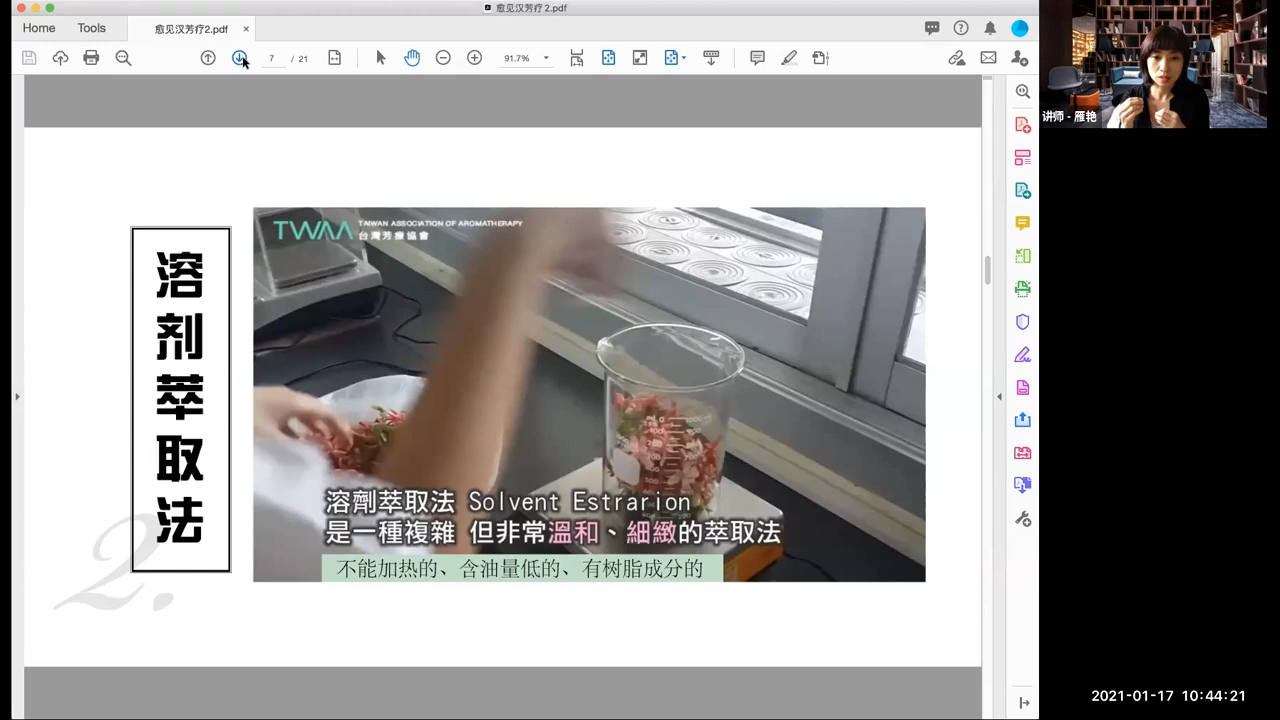 愈见汉芳疗2.pdf
Home
Tools
愈见汉芳疗2.pdf ×
7 / 21
91.7%
讲师 - 雁艳
溶剂萃取法
2.
TWAA
TAIWAN ASSOCIATION OF AROMATHERAPY
台灣芳療協會
溶劑萃取法 Solvent Estrarion
是一種複雜 但非常溫和、細緻的萃取法
不能加热的、含油量低的、有树脂成分的
2021-01-17 10:44:21